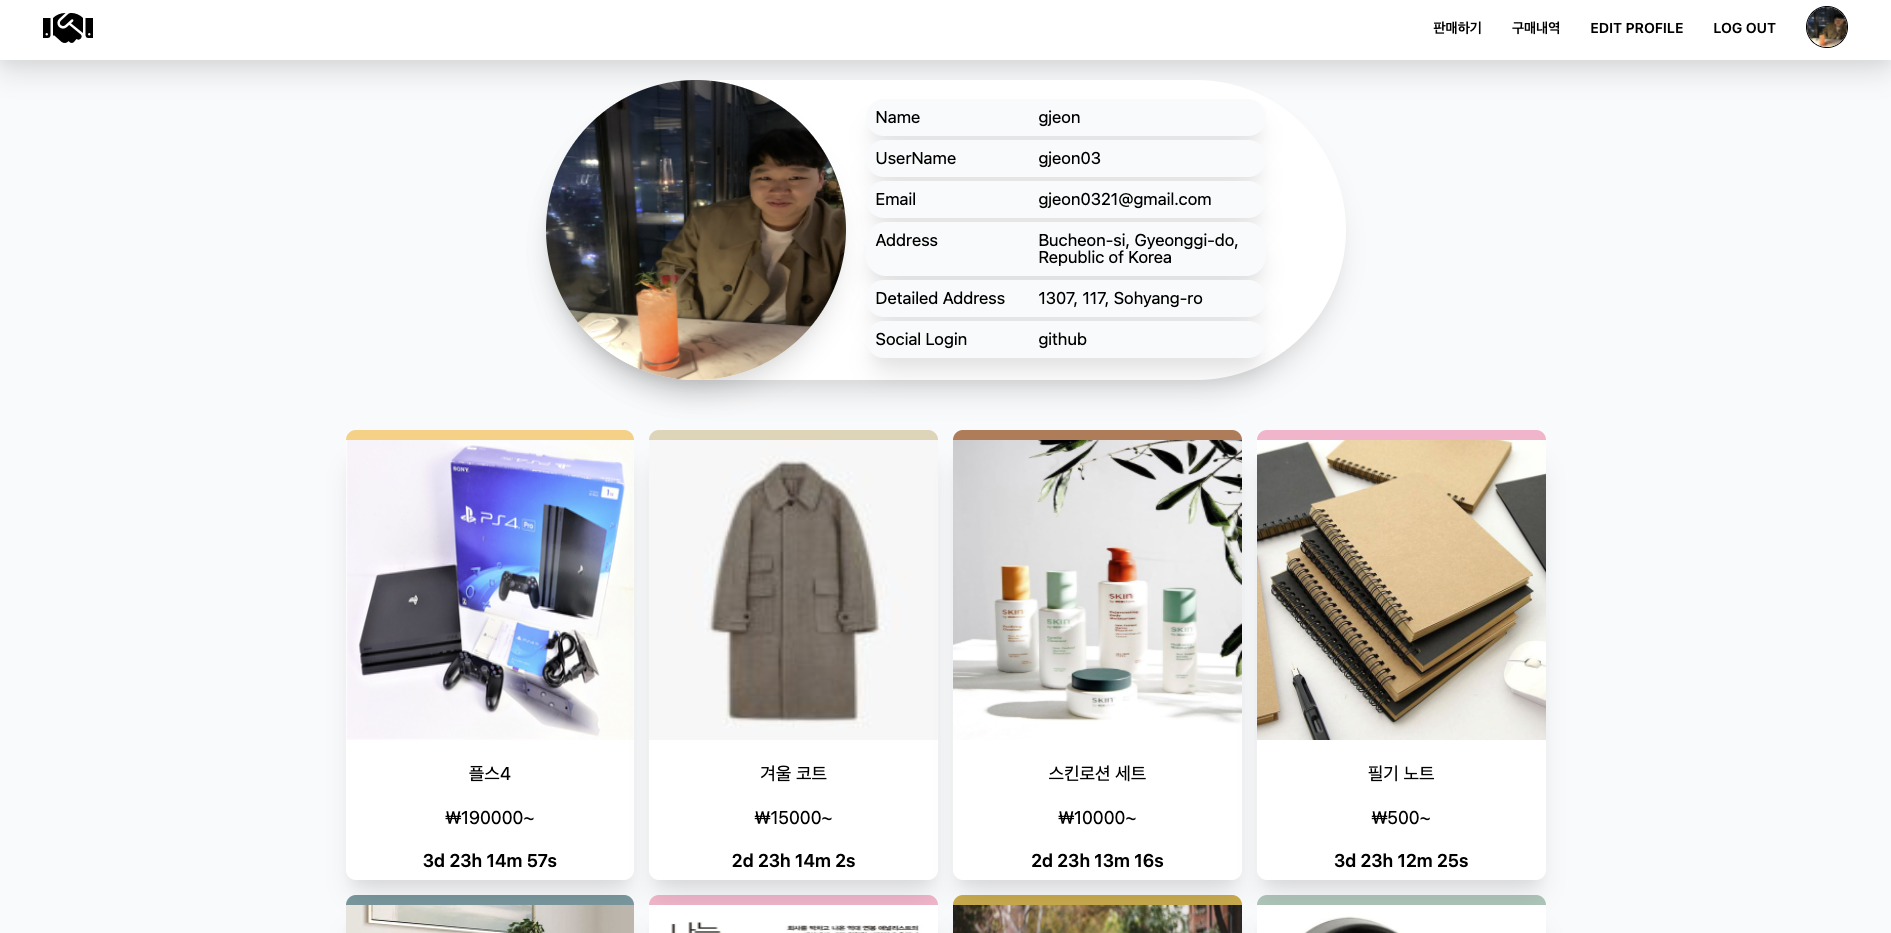 판매하기
구매내역
EDIT PROFILE
LOG OUT
Name gjeon
UserName gjeon03
Email gjeon0321@gmail.com
Address Bucheon-si, Gyeonggi-do,
Republic of Korea
Detailed Address 1307, 117, Sohyang-ro
Social Login github
SONY
PS4 Pro
SKIN
SKIN
SKIN
SKIN
SKIN
플스4
겨울 코트
스킨로션 세트
필기 노트
₩190000~
₩15000~
₩10000~
₩500~
3d 23h 14m 57s
2d 23h 14m 2s
2d 23h 13m 16s
3d 23h 12m 25s